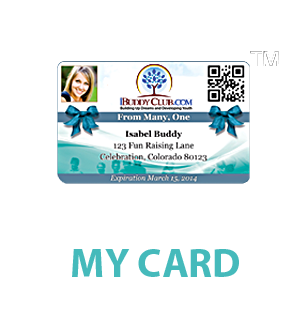 TM
IBUDDYCLUB.COM
Building Up Dreams and Developing Youth
From Many, One
Isabel Buddy
123 Fun Raising Lane
Celebration, Colorado 80123
Expiration March 15, 2014
MY CARD